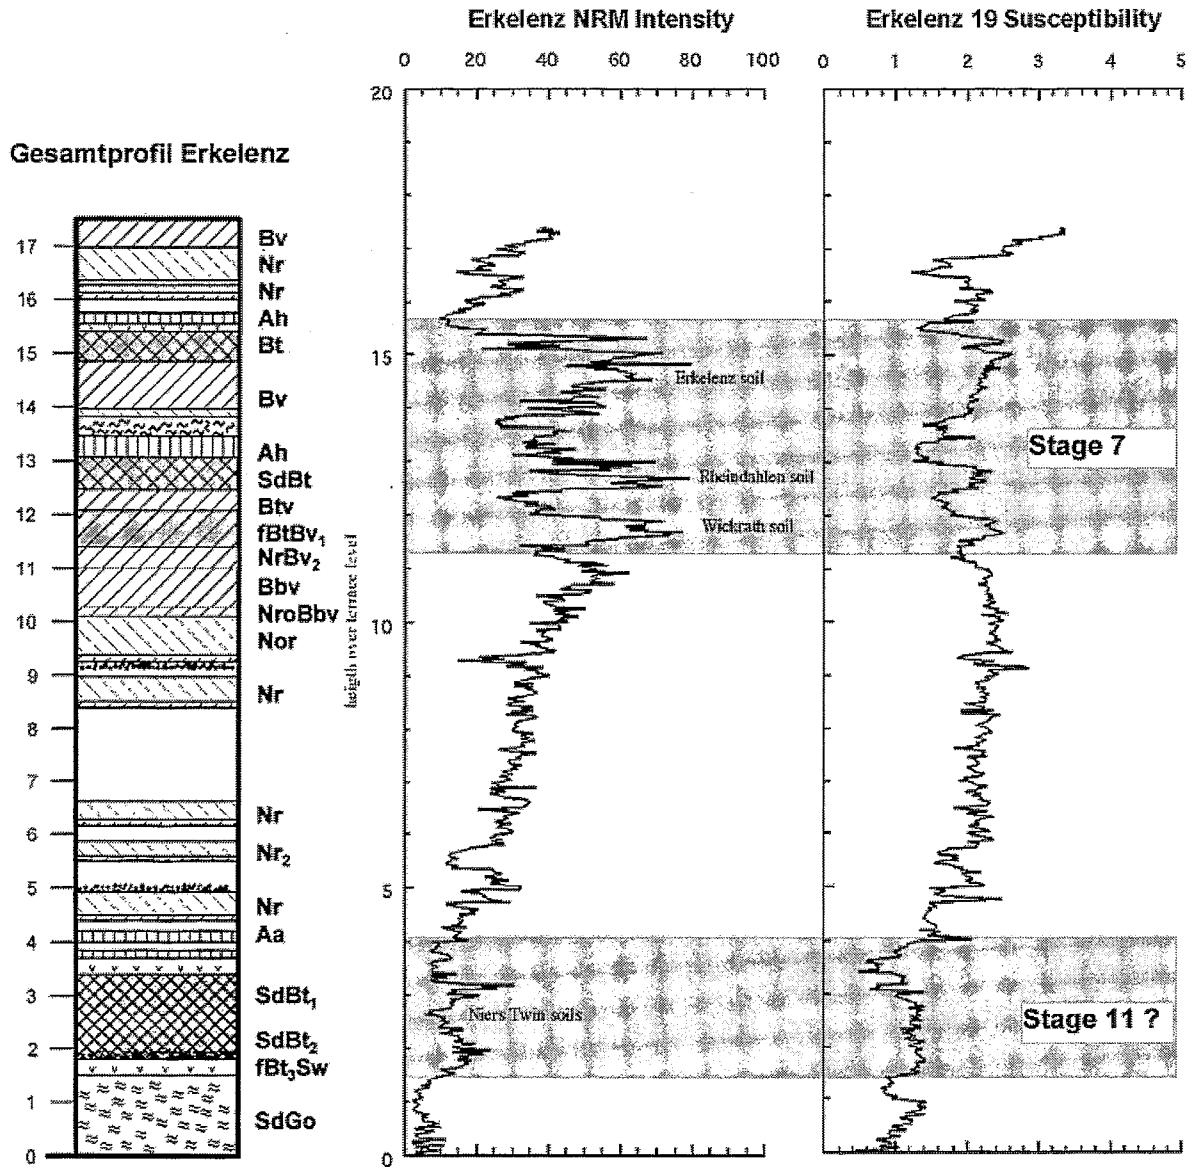 Erkelenz NRM Intensity
Erkelenz 19 Susceptibility
0 20 40 60 80 100
0 1 2 3 4 5
20
15
10
5
0
Gesamtprofil Erkelenz
17
16
15
14
13
12
11
10
9
8
7
6
5
4
3
2
1
0
Bv
Nr
Nr
Ah
Bt
Bv
Ah
SdBt
Btv
fBtBv1
NrBv2
Bbv
NroBbv
Nor
Nr
Nr
Nr2
Nr
Aa
SdBt1
SdBt2
fBt3Sw
SdGo
heigth over terrace level
Erkelenz soil
Rheindahlen soil
Wickrath soil
Niers Twin soils
Stage 7
Stage 11 ?